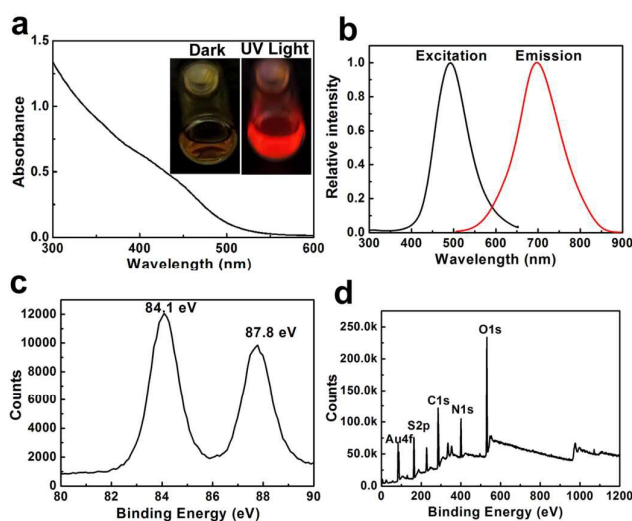 a
Dark UV Light
1.5
1.0
0.5
0.0
Absorbance
300 400 500 600
Wavelength (nm)
b
Excitation Emission
1.0
0.8
0.6
0.4
0.2
0.0
Relative intensity
300 400 500 600 700 800 900
Wavelength (nm)
c
84.1 eV
87.8 eV
12000
10000
8000
6000
4000
2000
0
Counts
80 82 84 86 88 90
Binding Energy (eV)
d
O1s
C1s
N1s
S2p
Au4f
250.0k
200.0k
150.0k
100.0k
50.0k
0.0
Counts
0 200 400 600 800 1000 1200
Binding Energy (eV)